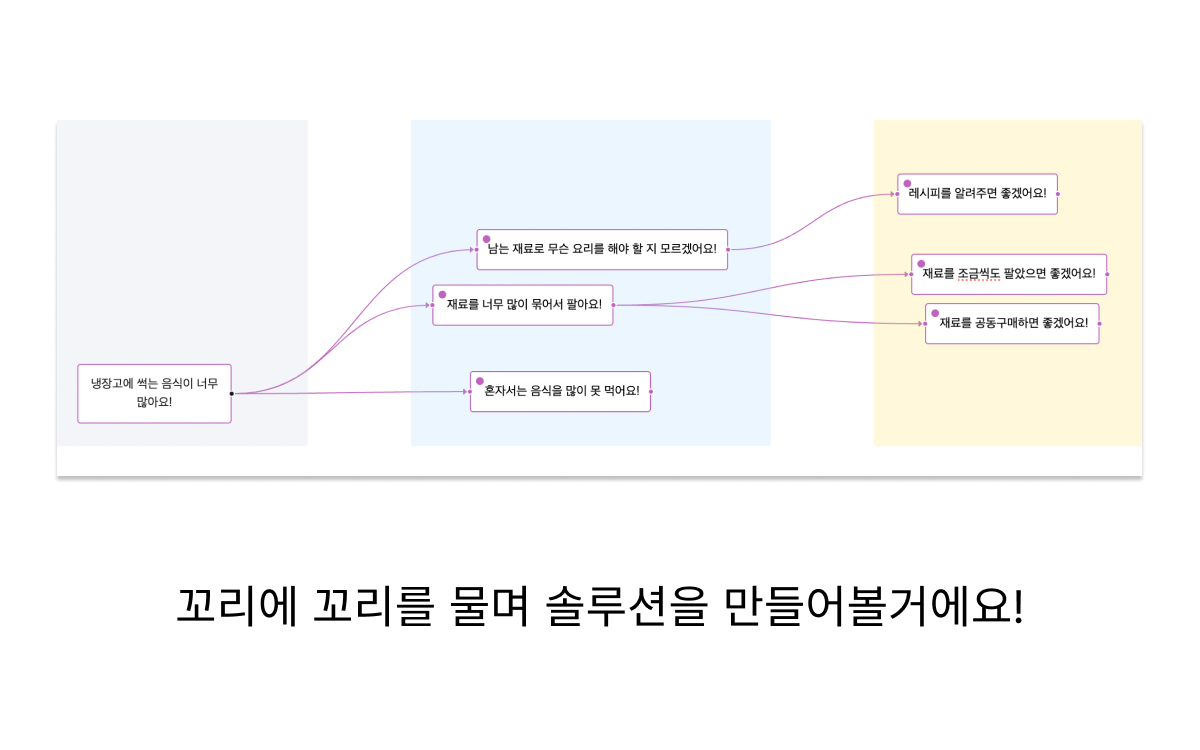 냉장고에 썩는 음식이 너무
많아요!
남는 재료로 무슨 요리를 해야 할 지 모르겠어요!
재료를 너무 많이 묶어서 팔아요!
혼자서는 음식을 많이 못 먹어요!
레시피를 알려주면 좋겠어요!
재료를 조금씩도 팔았으면 좋겠어요!
재료를 공동구매하면 좋겠어요!
꼬리에 꼬리를 물며 솔루션을 만들어볼거에요!